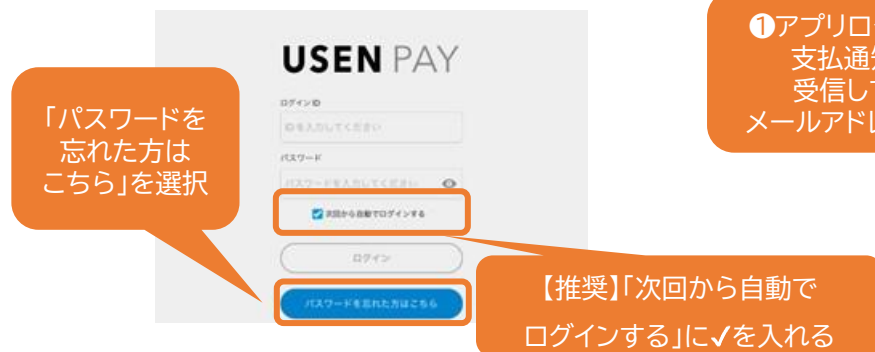 USEN PAY
ログインID
IDを入力してください
パスワード
パスワードを入力してください
次回から自動でログインする
ログイン
パスワードを忘れた方はこちら
「パスワードを
忘れた方は
こちら」を選択
❶アプリロ
支払通
受信し
メールアド
【推奨】「次回から自動で
ログインする」に✓を入れる